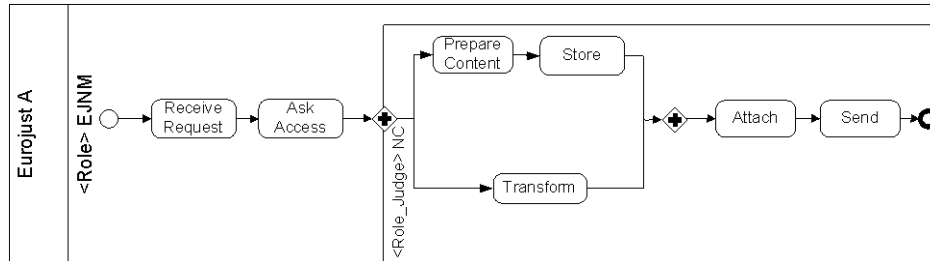 Eurojust A
<Role> EJNM
Receive
Request
Ask
Access
<Role_Judge> NC
Prepare
Content
Store
Transform
Attach
Send